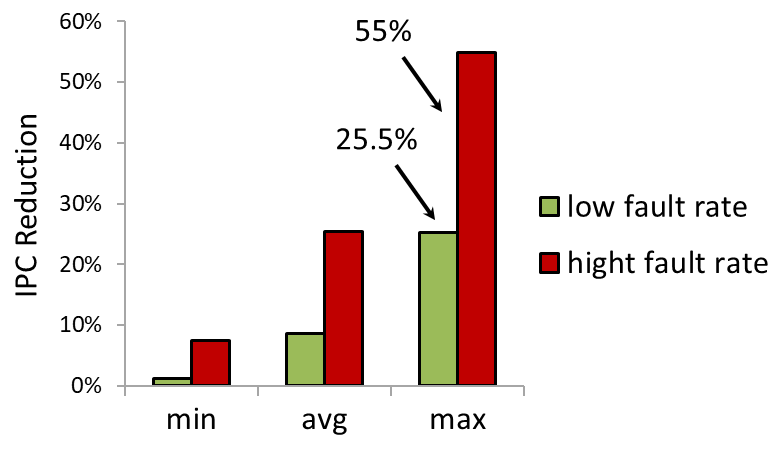 60%
50%
40%
30%
20%
10%
0%
IPC Reduction
55%
25.5%
min
avg
max
low fault rate
hight fault rate